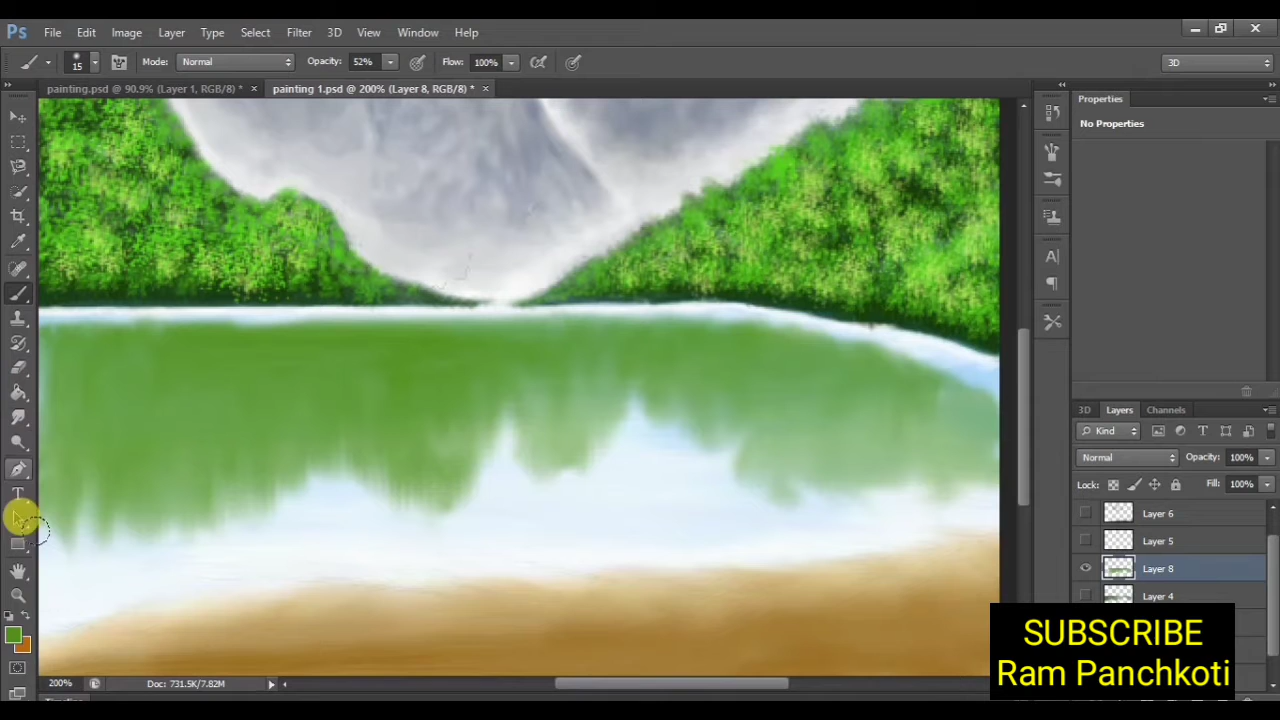 Ps File Edit Image Layer Type Select Filter 3D View Window Help
15 Mode: Normal Opacity: 52% Flow: 100% 3D
painting.psd @ 90.9% (Layer 1, RGB/8) * × painting 1.psd @ 200% (Layer 8, RGB/8) * ×
Properties
No Properties
3D Layers Channels
Kind
Normal Opacity: 100%
Lock: Fill: 100%
Layer 6
Layer 5
Layer 8
Layer 4
SUBSCRIBE
Ram Panchkoti
200% Doc: 731.5K/7.82M